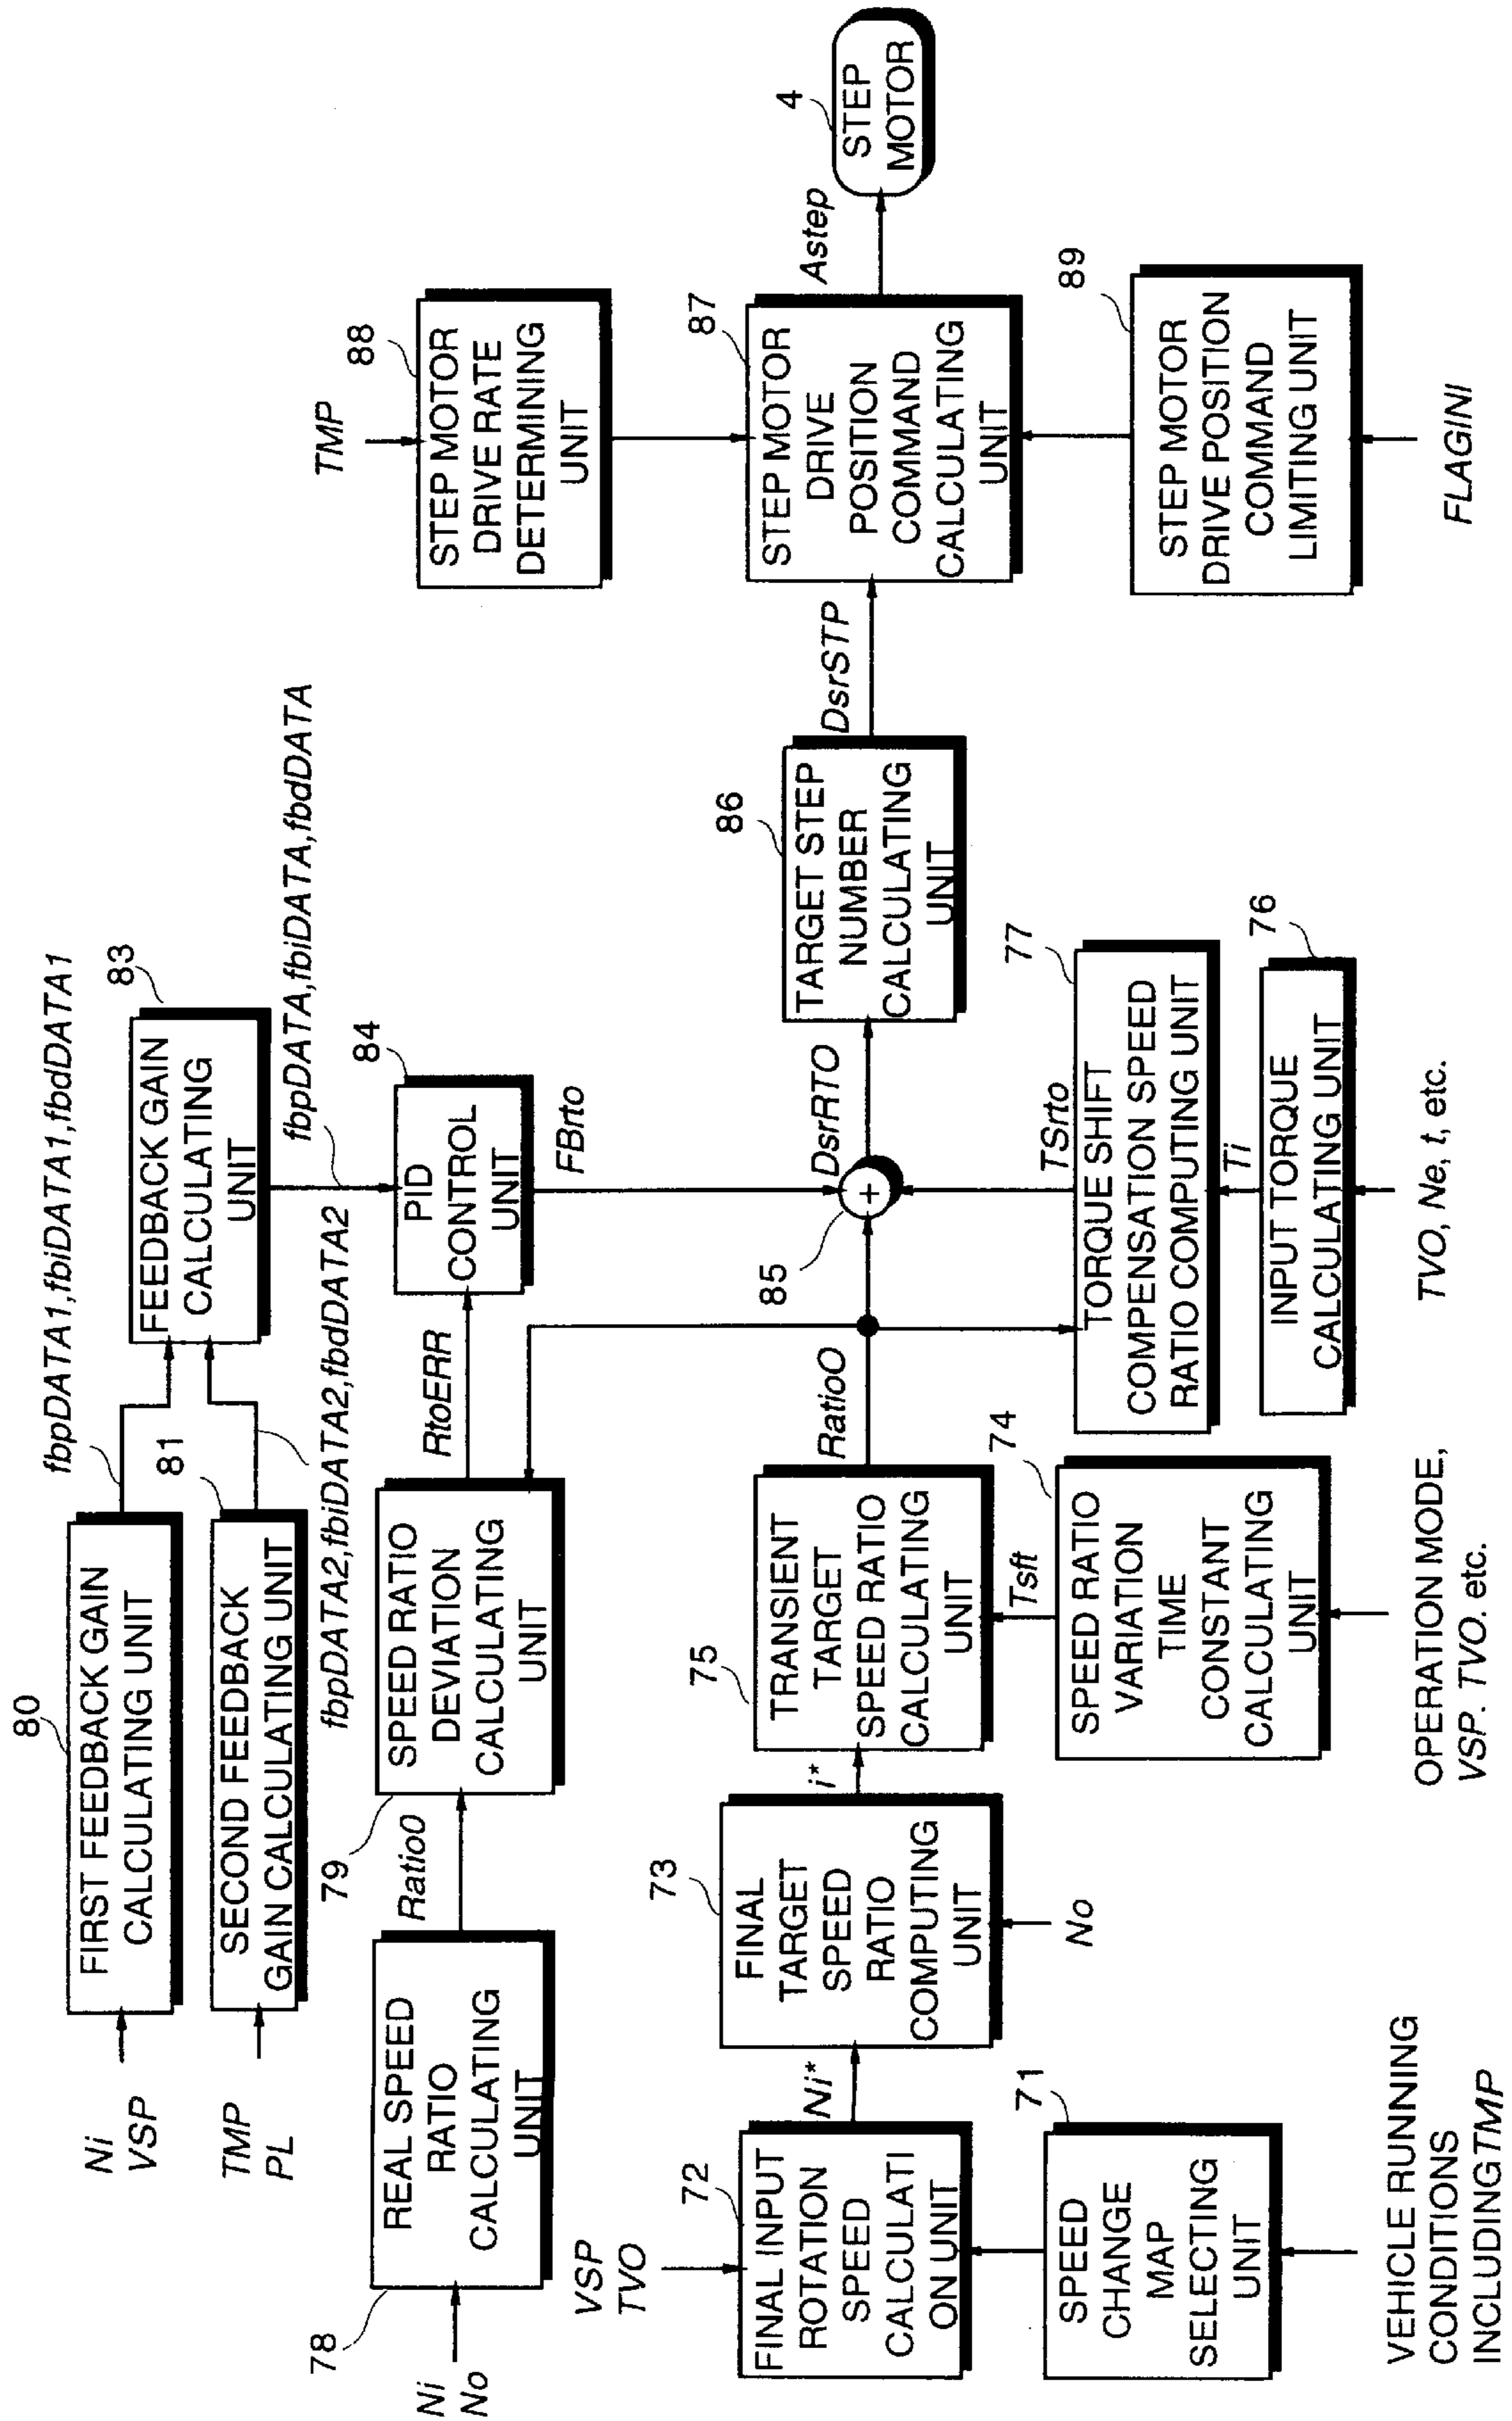 80
FIRST FEEDBACK GAIN
CALCULATING UNIT
Ni
VSP
fbpDATA1,fbiDATA1,fbdDATA1
81
SECOND FEEDBACK
GAIN CALCULATING UNIT
TMP
PL
fbpDATA2,fbiDATA2,fbdDATA2
83
FEEDBACK GAIN
CALCULATING
UNIT
fbpDATA,fbiDATA,fbdDATA
78
REAL SPEED
RATIO
CALCULATING
UNIT
Ni
No
Ratio0
79
SPEED RATIO
DEVIATION
CALCULATING
UNIT
RtoERR
84
PID
CONTROL
UNIT
FBrto
TMP
88
STEP MOTOR
DRIVE RATE
DETERMINING
UNIT
VSP
TVO
72
FINAL INPUT
ROTATION
SPEED
CALCULATI
ON UNIT
Ni*
73
FINAL
TARGET
SPEED
RATIO
COMPUTING
UNIT
No
i*
75
TRANSIENT
TARGET
SPEED RATIO
CALCULATING
UNIT
RatioO
85
+
DsrRTO
86
TARGET STEP
NUMBER
CALCULATING
UNIT
DsrSTP
87
STEP MOTOR
DRIVE
POSITION
COMMAND
CALCULATING
UNIT
Astep
4
STEP
MOTOR
71
SPEED
CHANGE
MAP
SELECTING
UNIT
VEHICLE RUNNING
CONDITIONS
INCLUDING TMP
Tsft
74
SPEED RATIO
VARIATION
TIME
CONSTANT
CALCULATING
UNIT
OPERATION MODE,
VSP. TVO. etc.
TSrto
77
TORQUE SHIFT
COMPENSATION SPEED
RATIO COMPUTING UNIT
Ti
76
INPUT TORQUE
CALCULATING UNIT
TVO, Ne, t, etc.
89
STEP MOTOR
DRIVE POSITION
COMMAND
LIMITING UNIT
FLAGINI